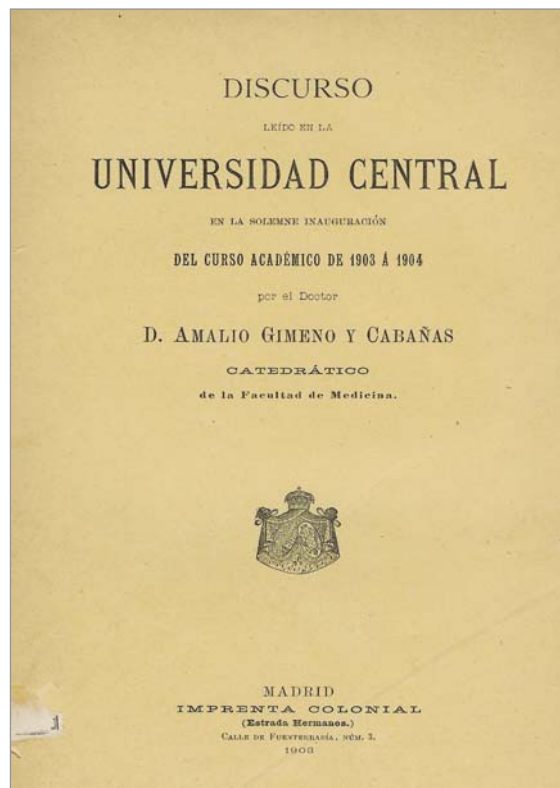 DISCURSO
LEÍDO EN LA
UNIVERSIDAD CENTRAL
EN LA SOLEMNE INAUGURACIÓN
DEL CURSO ACADÉMICO DE 1903 Á 1904
por el Doctor
D. AMALIO GIMENO Y CABAÑAS
CATEDRÁTICO
de la Facultad de Medicina.
MADRID
IMPRENTA COLONIAL
(Estrada Hermanos.)
CALLE DE FUENTERRABÍA, NÚM. 3.
1903